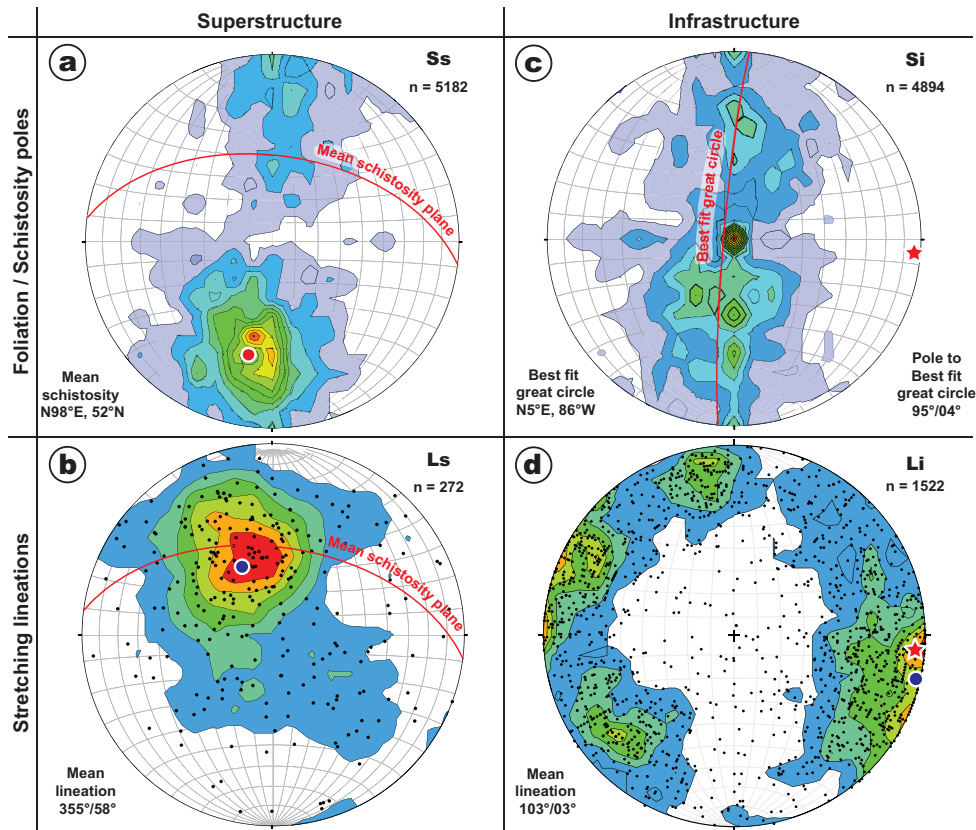 Superstructure
Infrastructure
Foliation / Schistosity poles
Stretching lineations
a
Ss
n = 5182
Mean schistosity plane
Mean
schistosity
N98°E, 52°N
c
Si
n = 4894
Best fit great circle
Best fit
great circle
N5°E, 86°W
Pole to
Best fit
great circle
95°/04°
b
Ls
n = 272
Mean schistosity plane
Mean
lineation
355°/58°
d
Li
n = 1522
Mean
lineation
103°/03°